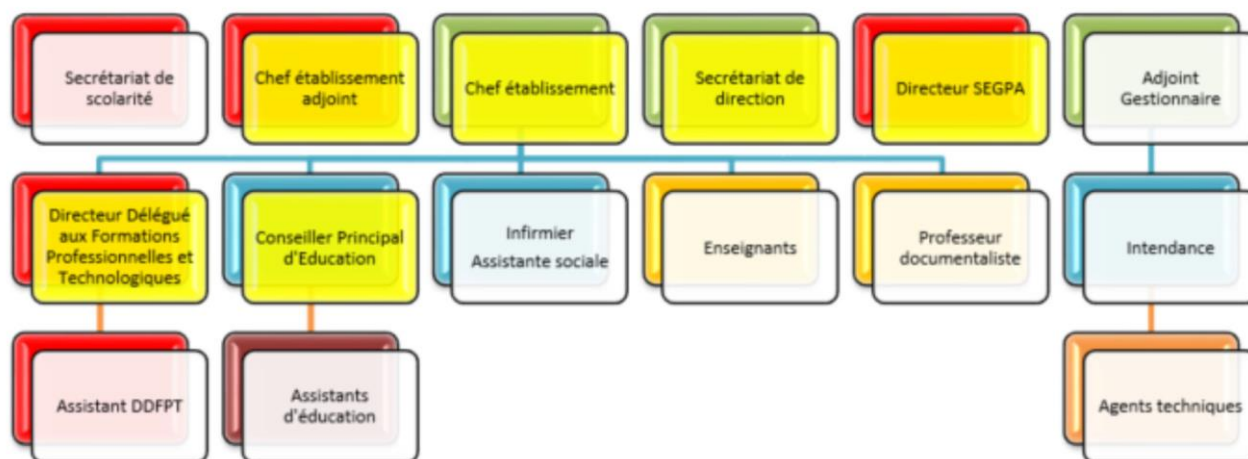 Secrétariat de
scolarité
Chef établissement
adjoint
Chef établissement
Secrétariat de
direction
Directeur SEGPA
Adjoint
Gestionnaire
Directeur Délégué
aux Formations
Professionnelles et
Technologiques
Conseiller Principal
d'Education
Infirmier
Assistante sociale
Enseignants
Professeur
documentaliste
Intendance
Assistant DDFPT
Assistants
d'éducation
Agents techniques